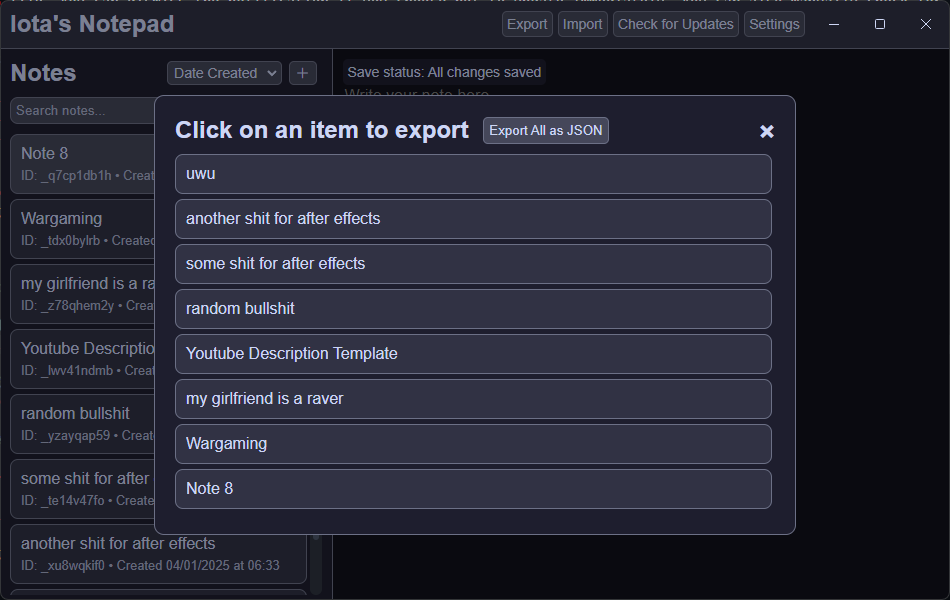 Iota's Notepad
Export Import Check for Updates Settings
Notes
Date Created
+
Save status: All changes saved
Search notes...
Write your note here
Note 8
ID: _q7cp1db1h • Creat
Wargaming
ID: _tdx0bylrb • Created
my girlfriend is a ra
ID: _z78qhem2y • Crea
Youtube Descriptio
ID: _lwv41ndmb • Creat
random bullshit
ID: _yzayqap59 • Creat
some shit for after
ID: _te14v47fo • Create
another shit for after effects
ID: _xu8wqkif0 • Created 04/01/2025 at 06:33
Click on an item to export
Export All as JSON
uwu
another shit for after effects
some shit for after effects
random bullshit
Youtube Description Template
my girlfriend is a raver
Wargaming
Note 8